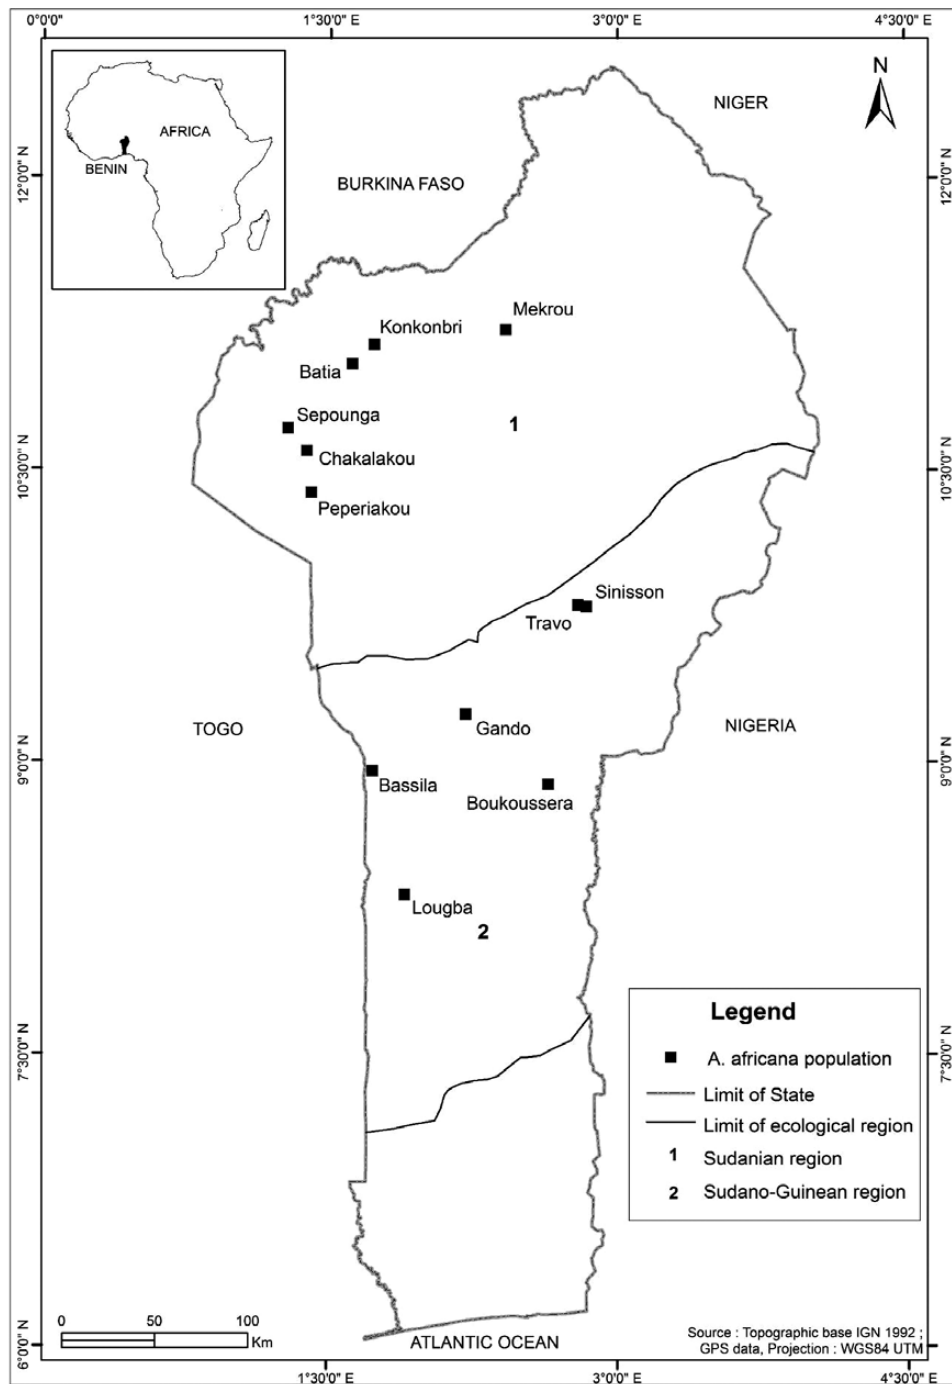 0°0'0" 1°30'0" E 3°0'0" E 4°30'0" E
N
NIGER
AFRICA
BENIN
BURKINA FASO
12°0'0" N 12°0'0" N
Mekrou
Konkonbri
Batia
Sepounga
1
Chakalakou
10°30'0" N 10°30'0" N
Peperiakou
Sinisson
Travo
TOGO
Gando
NIGERIA
9°0'0" N 9°0'0" N
Bassila
Boukoussera
Lougba
2
Legend
A. africana population
7°30'0" N 7°30'0" N
Limit of State
Limit of ecological region
1 Sudanian region
2 Sudano-Guinean region
0 50 100
Km
ATLANTIC OCEAN
Source : Topographic base IGN 1992 ;
GPS data, Projection : WGS84 UTM
6°0'0" N 6°0'0" N
1°30'0" E 3°0'0" E 4°30'0" E